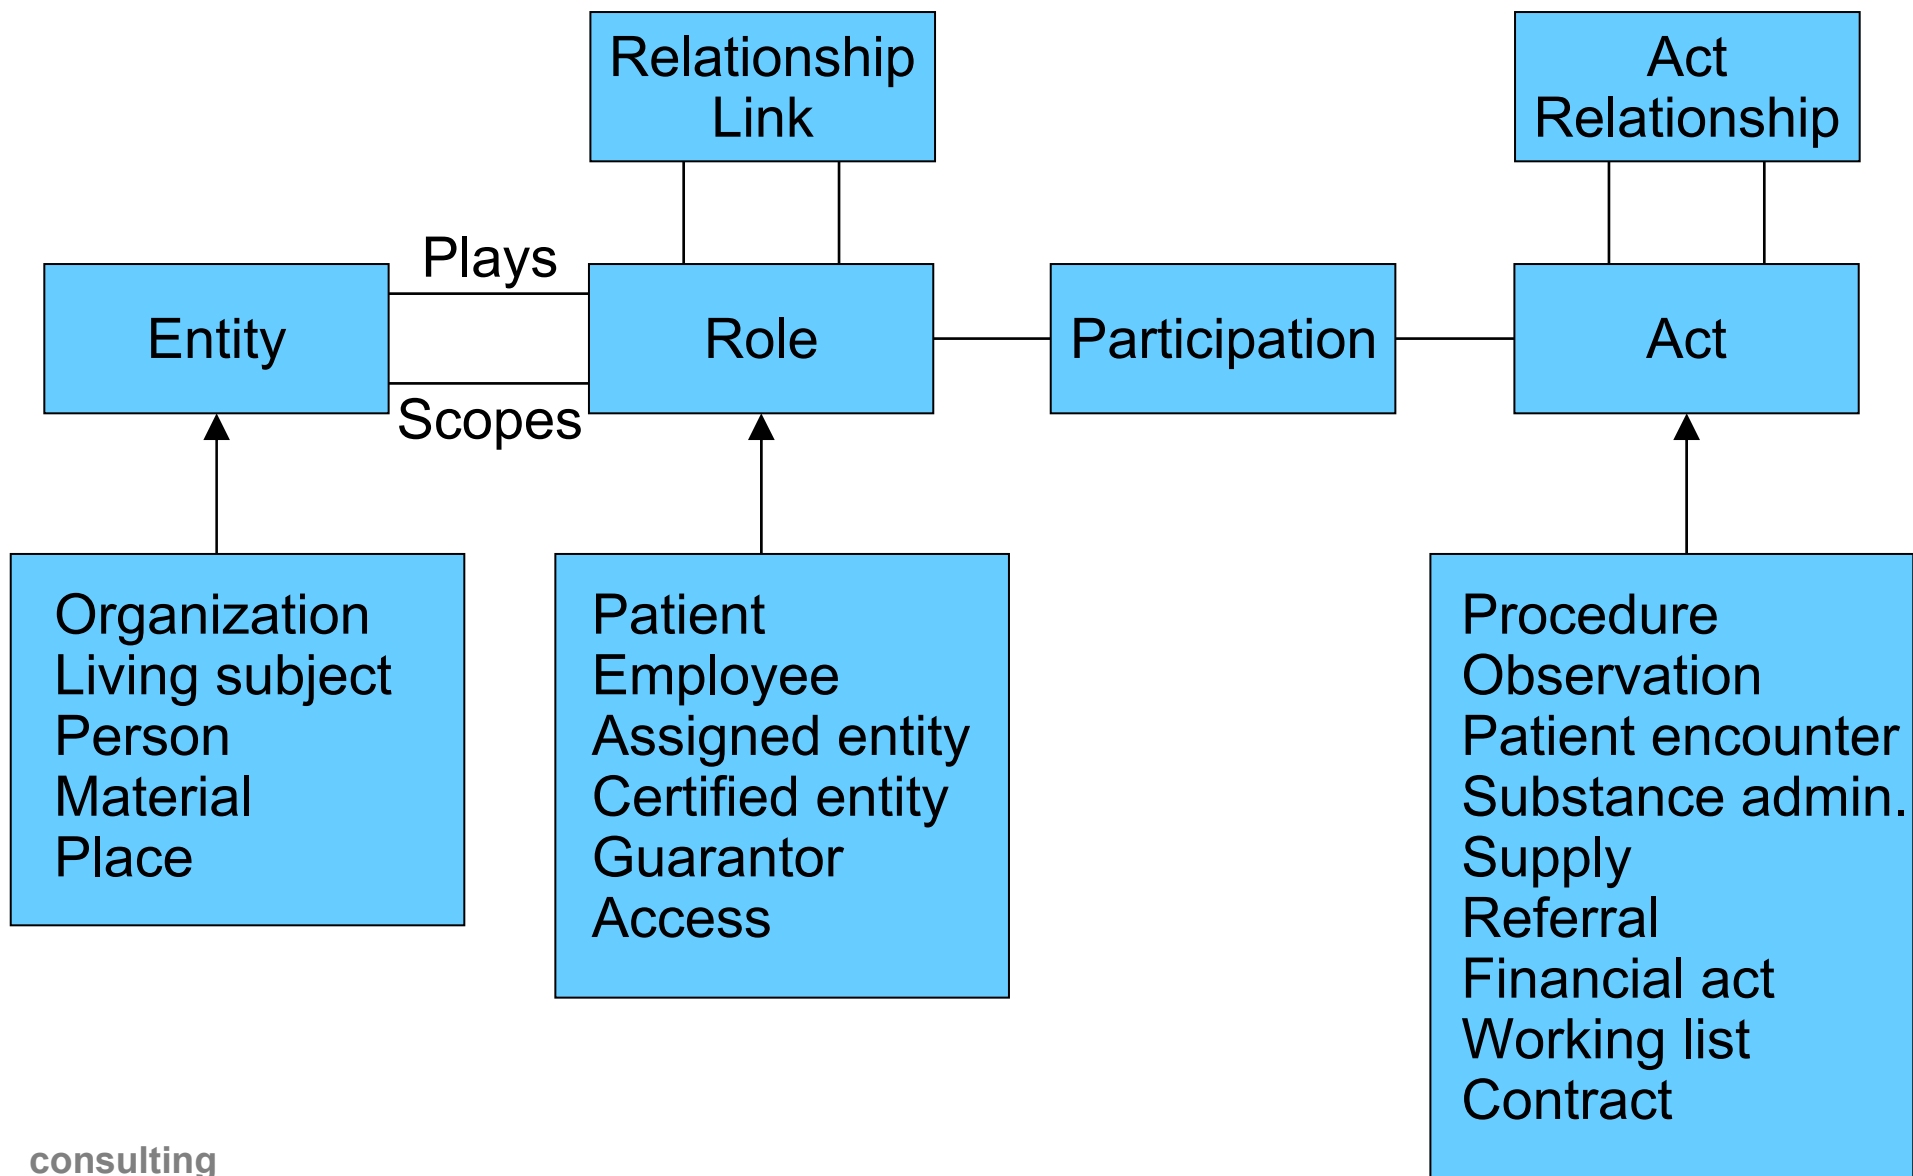 Relationship
Link
Act
Relationship
Plays
Entity
Role
Participation
Act
Scopes
Organization
Living subject
Person
Material
Place
Patient
Employee
Assigned entity
Certified entity
Guarantor
Access
Procedure
Observation
Patient encounter
Substance admin.
Supply
Referral
Financial act
Working list
Contract
consulting